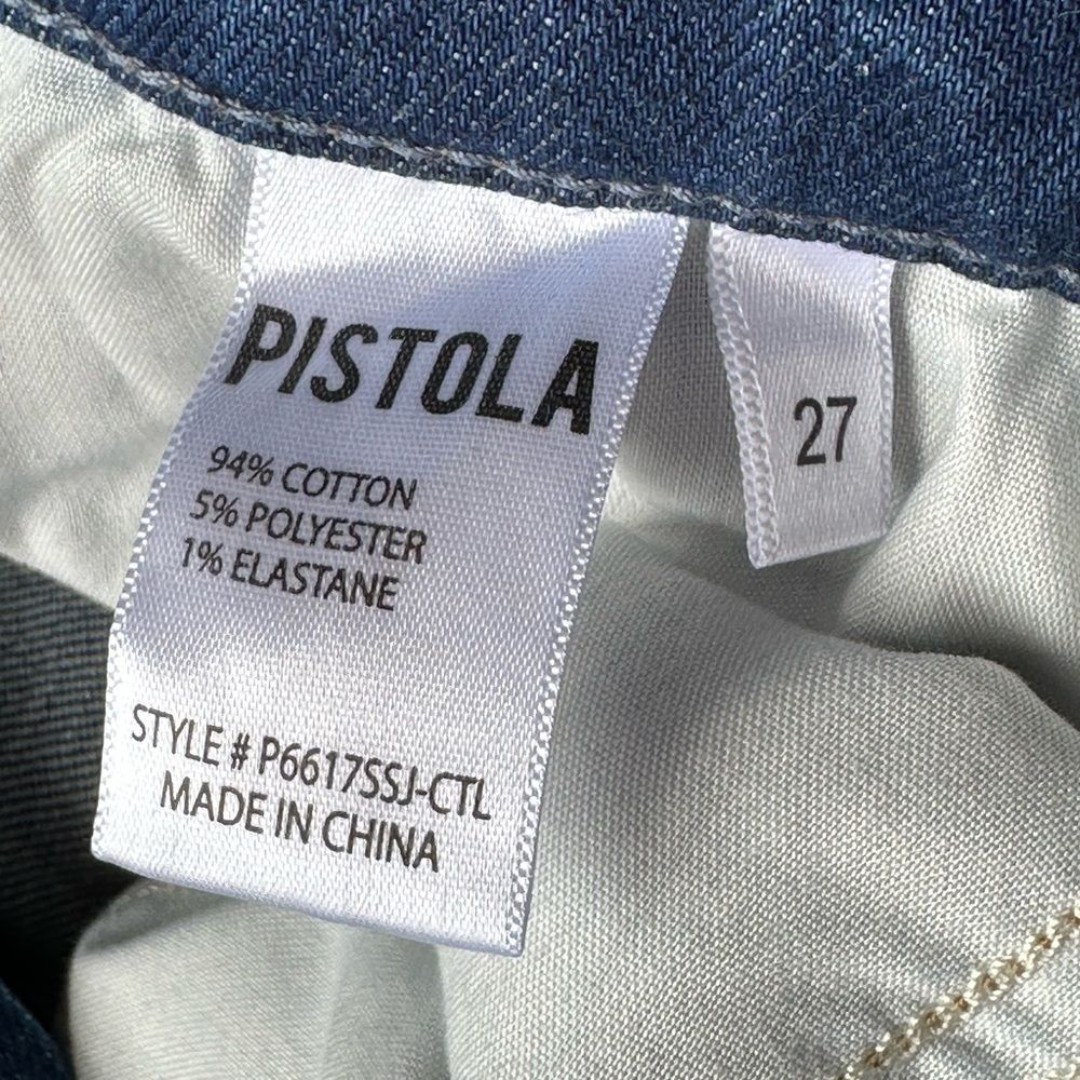 PISTOLA
94% COTTON
5% POLYESTER
1% ELASTANE
STYLE # P6617SSJ-CTL
MADE IN CHINA
27